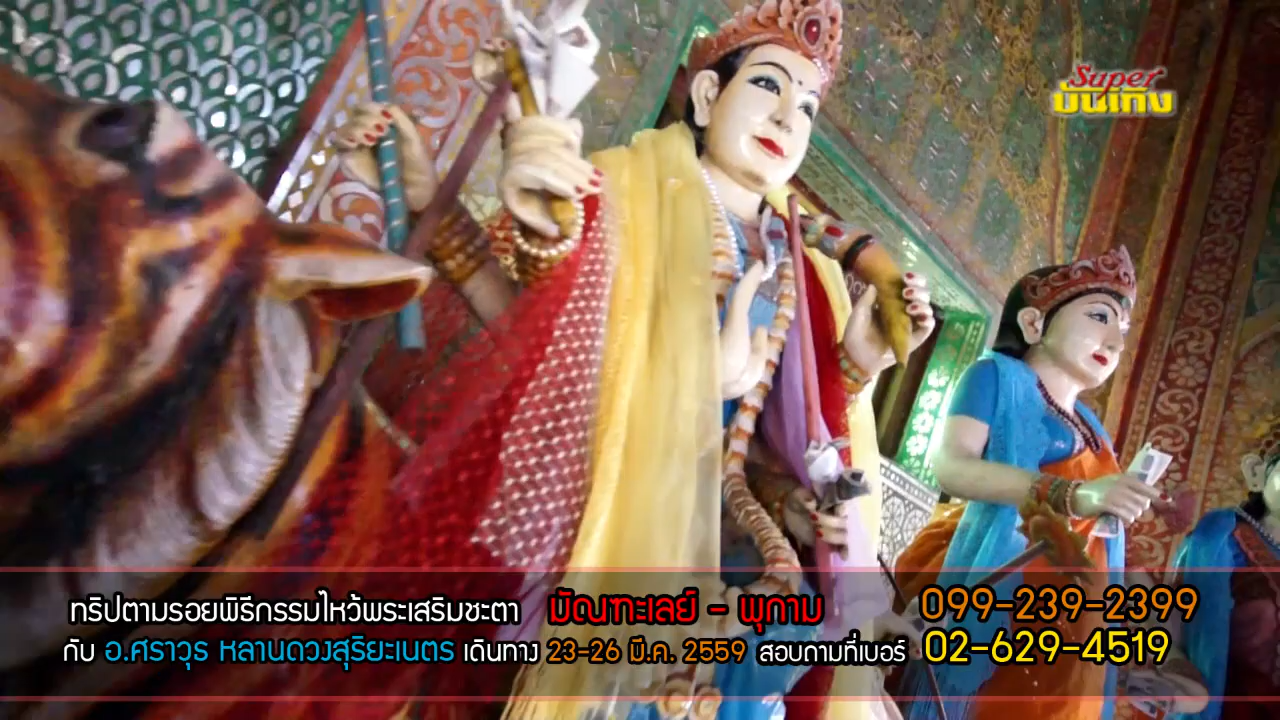 Super
บันเทิง
ทริปตามรอยพิธีกรรมไหว้พระเสริมชะตา มัณฑะเลย์ - พุกาม 099-239-2399
กับ อ.ศราวุธ หลานดวงสุริยะเนตร เดินทาง 23-26 มี.ค. 2559 สอบถามที่เบอร์ 02-629-4519